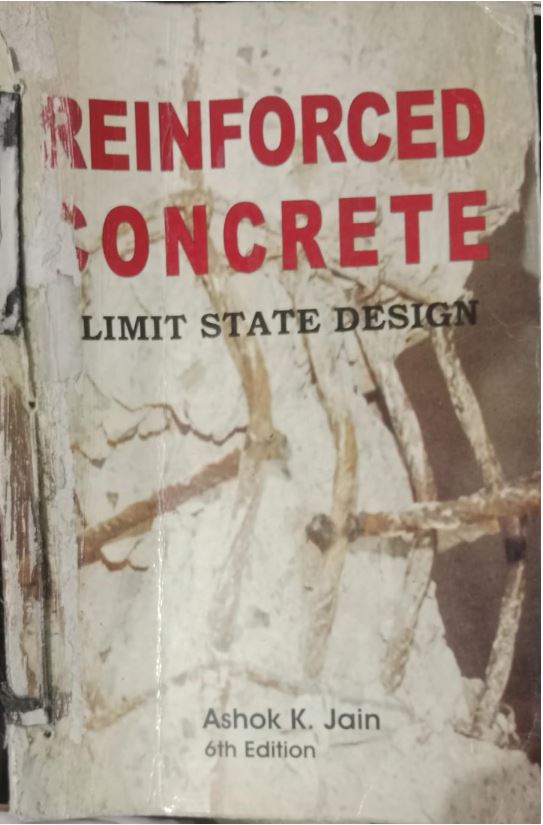 REINFORCED
CONCRETE
LIMIT STATE DESIGN
Ashok K. Jain
6th Edition